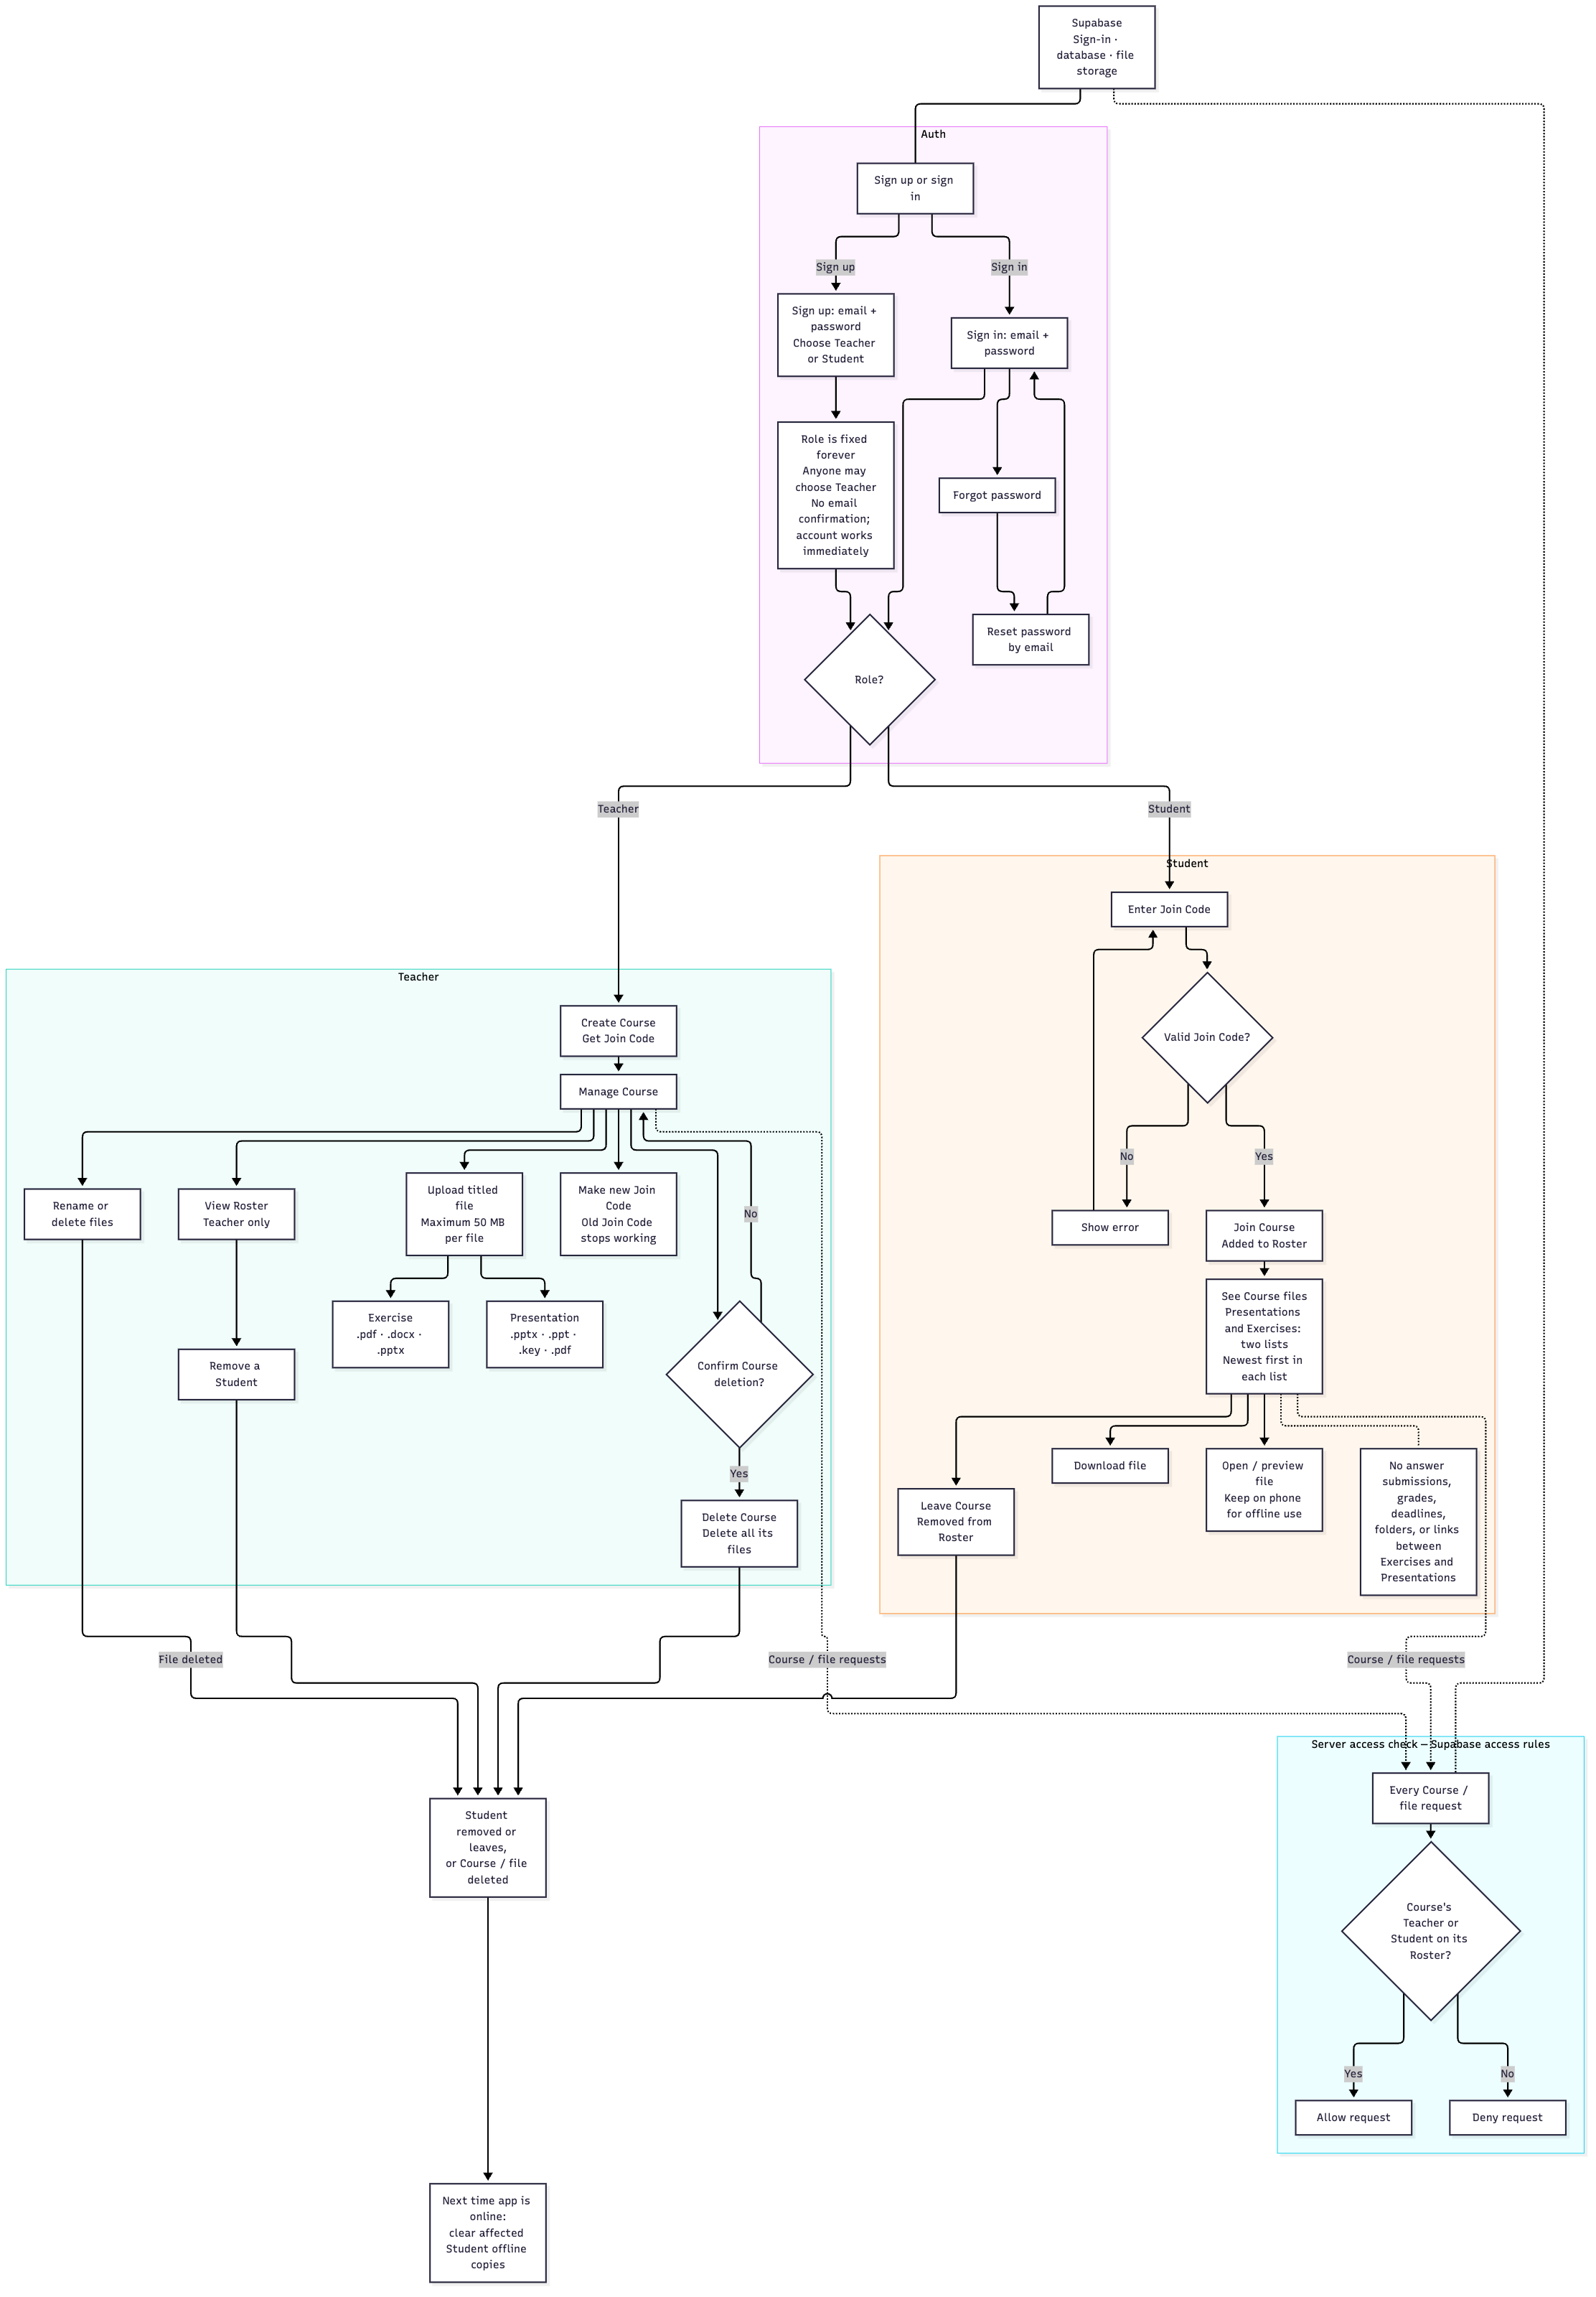 Supabase
Sign-in ·
database · file
storage
Auth
Sign up or sign
in
Sign up
Sign in
Sign up: email +
password
Choose Teacher
or Student
Sign in: email +
password
Role is fixed
forever
Anyone may
choose Teacher
No email
confirmation;
account works
immediately
Forgot password
Reset password
by email
Role?
Teacher
Student
Student
Enter Join Code
Valid Join Code?
No
Yes
Show error
Join Course
Added to Roster
See Course files
Presentations
and Exercises:
two lists
Newest first in
each list
Download file
Open / preview
file
Keep on phone
for offline use
No answer
submissions,
grades,
deadlines,
folders, or links
between
Exercises and
Presentations
Leave Course
Removed from
Roster
Teacher
Create Course
Get Join Code
Manage Course
Rename or
delete files
View Roster
Teacher only
Upload titled
file
Maximum 50 MB
per file
Make new Join
Code
Old Join Code
stops working
No
Exercise
.pdf · .docx ·
.pptx
Presentation
.pptx · .ppt ·
.key · .pdf
Remove a
Student
Confirm Course
deletion?
Yes
Delete Course
Delete all its
files
File deleted
Course / file requests
Course / file requests
Server access check — Supabase access rules
Every Course /
file request
Course's
Teacher or
Student on its
Roster?
Yes
No
Allow request
Deny request
Student
removed or
leaves,
or Course / file
deleted
Next time app is
online:
clear affected
Student offline
copies